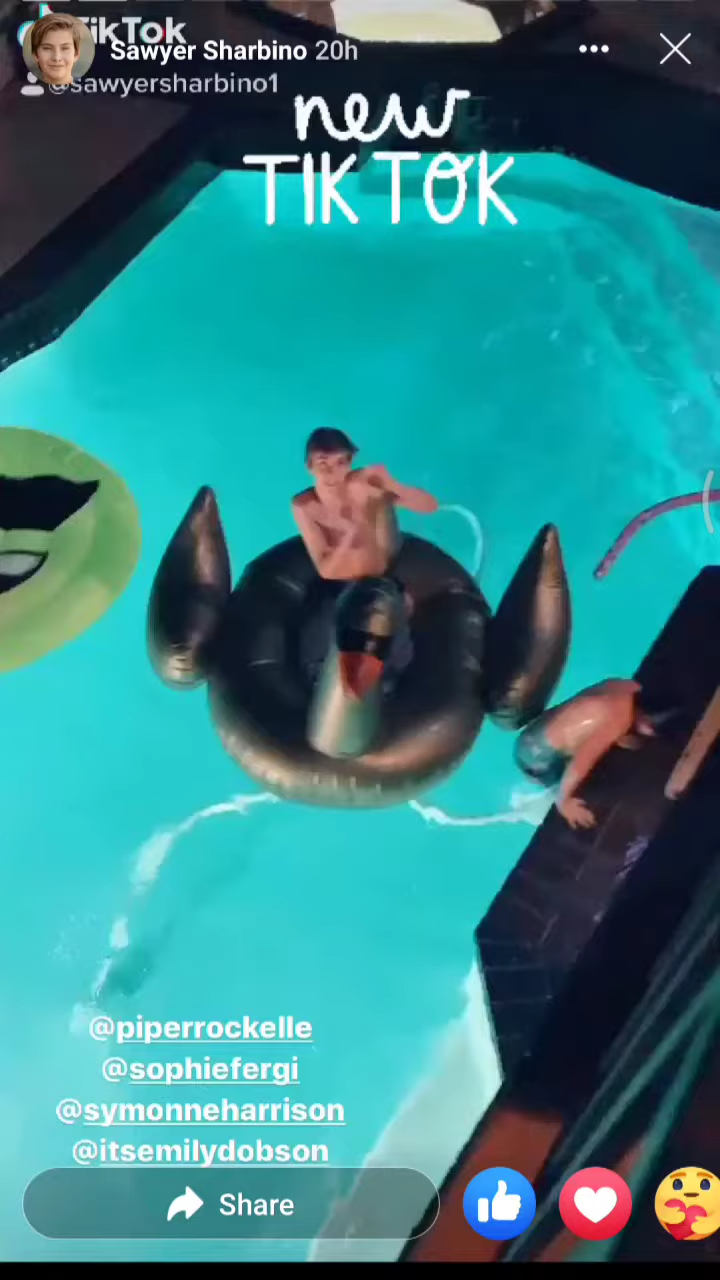 TikTok
Sawyer Sharbino 20h
@sawyersharbino1
new
TIKTOK
@piperrockelle
@sophiefergi
@symonneharrison
@itsemilydobson
Share